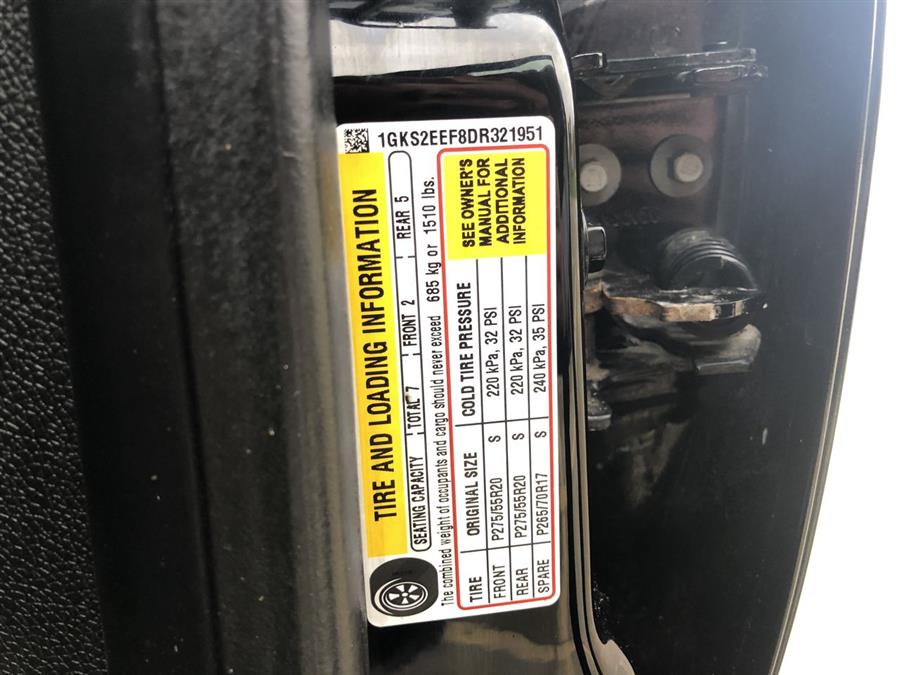 1GKS2EEF8DR321951
TIRE AND LOADING INFORMATION
SEATING CAPACITY TOTAL 7 FRONT 2 REAR 5
The combined weight of occupants and cargo should never exceed 685 kg or 1510 lbs.
TIRE ORIGINAL SIZE COLD TIRE PRESSURE
FRONT P275/55R20 S 220 kPa, 32 PSI
REAR P275/55R20 S 220 kPa, 32 PSI
SPARE P265/70R17 S 240 kPa, 35 PSI
SEE OWNER'S
MANUAL FOR
ADDITIONAL
INFORMATION